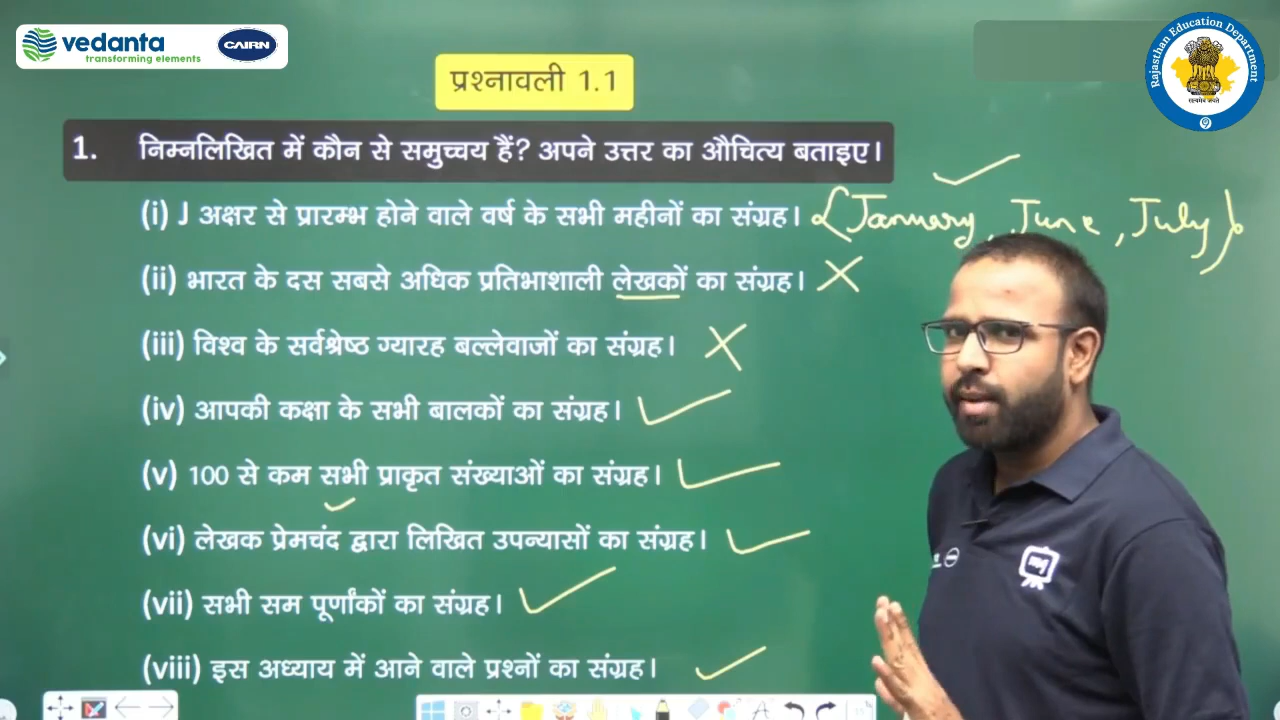 vedanta
transforming elements
CAIRN
Rajasthan Education Department
सत्यमेव जयते
प्रश्नावली 1.1
1. निम्नलिखित में कौन से समुच्चय हैं? अपने उत्तर का औचित्य बताइए।
(i) J अक्षर से प्रारम्भ होने वाले वर्ष के सभी महीनों का संग्रह। {January, June, July}
(ii) भारत के दस सबसे अधिक प्रतिभाशाली लेखकों का संग्रह।
(iii) विश्व के सर्वश्रेष्ठ ग्यारह बल्लेवाजों का संग्रह।
(iv) आपकी कक्षा के सभी बालकों का संग्रह।
(v) 100 से कम सभी प्राकृत संख्याओं का संग्रह।
(vi) लेखक प्रेमचंद द्वारा लिखित उपन्यासों का संग्रह।
(vii) सभी सम पूर्णांकों का संग्रह।
(viii) इस अध्याय में आने वाले प्रश्नों का संग्रह।